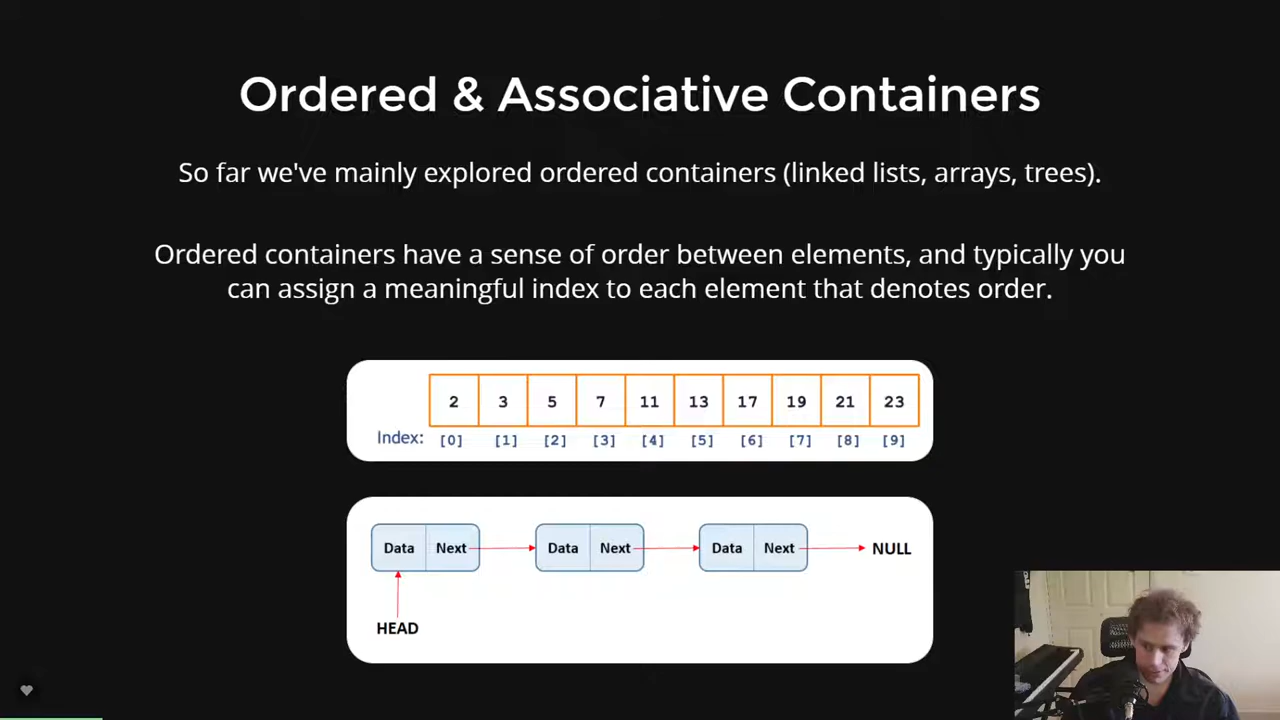 Ordered & Associative Containers
So far we've mainly explored ordered containers (linked lists, arrays, trees).
Ordered containers have a sense of order between elements, and typically you
can assign a meaningful index to each element that denotes order.
2 3 5 7 11 13 17 19 21 23
Index: [0] [1] [2] [3] [4] [5] [6] [7] [8] [9]
Data Next Data Next Data Next NULL
HEAD